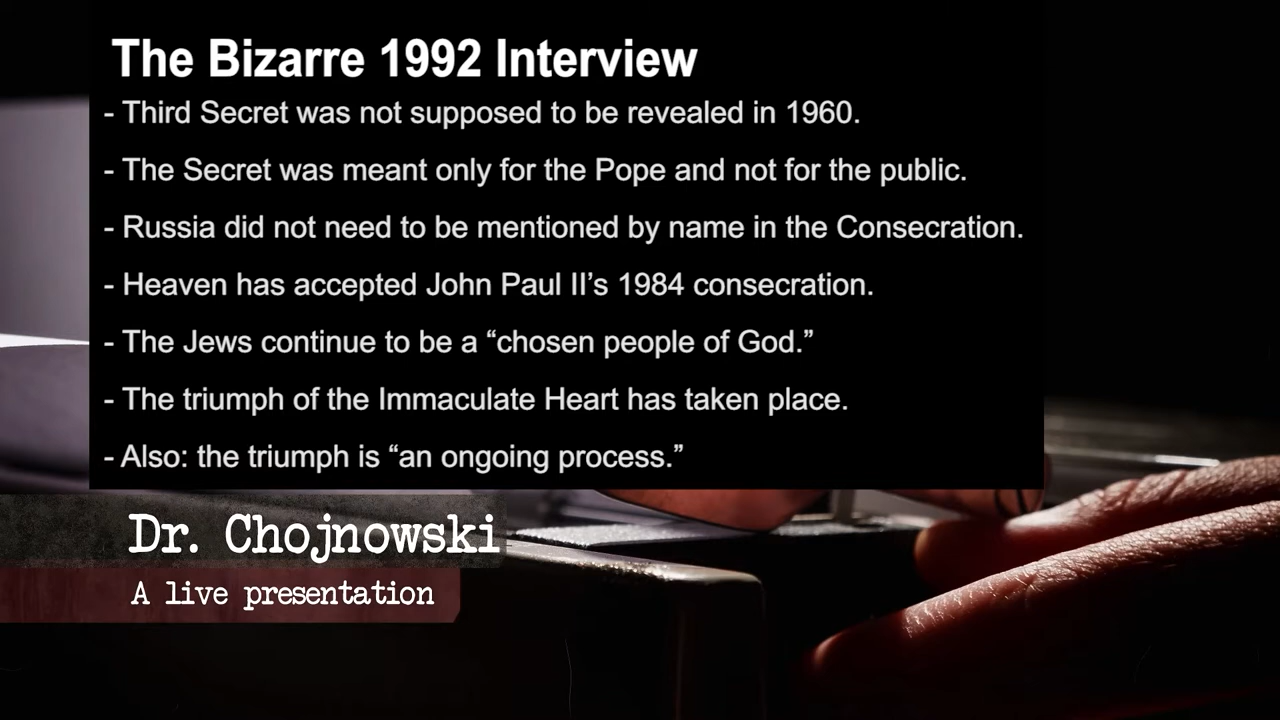 The Bizarre 1992 Interview
- Third Secret was not supposed to be revealed in 1960.
- The Secret was meant only for the Pope and not for the public.
- Russia did not need to be mentioned by name in the Consecration.
- Heaven has accepted John Paul II’s 1984 consecration.
- The Jews continue to be a “chosen people of God.”
- The triumph of the Immaculate Heart has taken place.
- Also: the triumph is “an ongoing process.”
Dr. Chojnowski
A live presentation